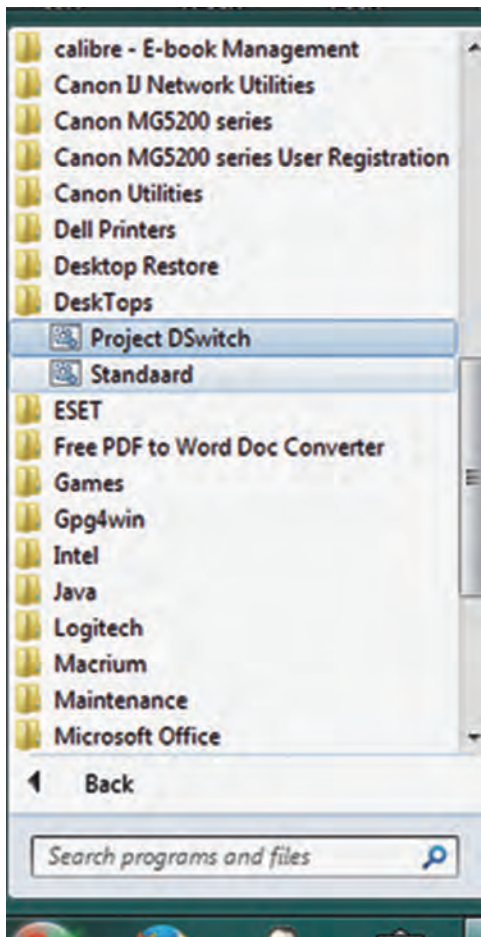 calibre - E-book Management
Canon IJ Network Utilities
Canon MG5200 series
Canon MG5200 series User Registration
Canon Utilities
Dell Printers
Desktop Restore
DeskTops
Project DSwitch
Standaard
ESET
Free PDF to Word Doc Converter
Games
Gpg4win
Intel
Java
Logitech
Macrium
Maintenance
Microsoft Office
Back
Search programs and files